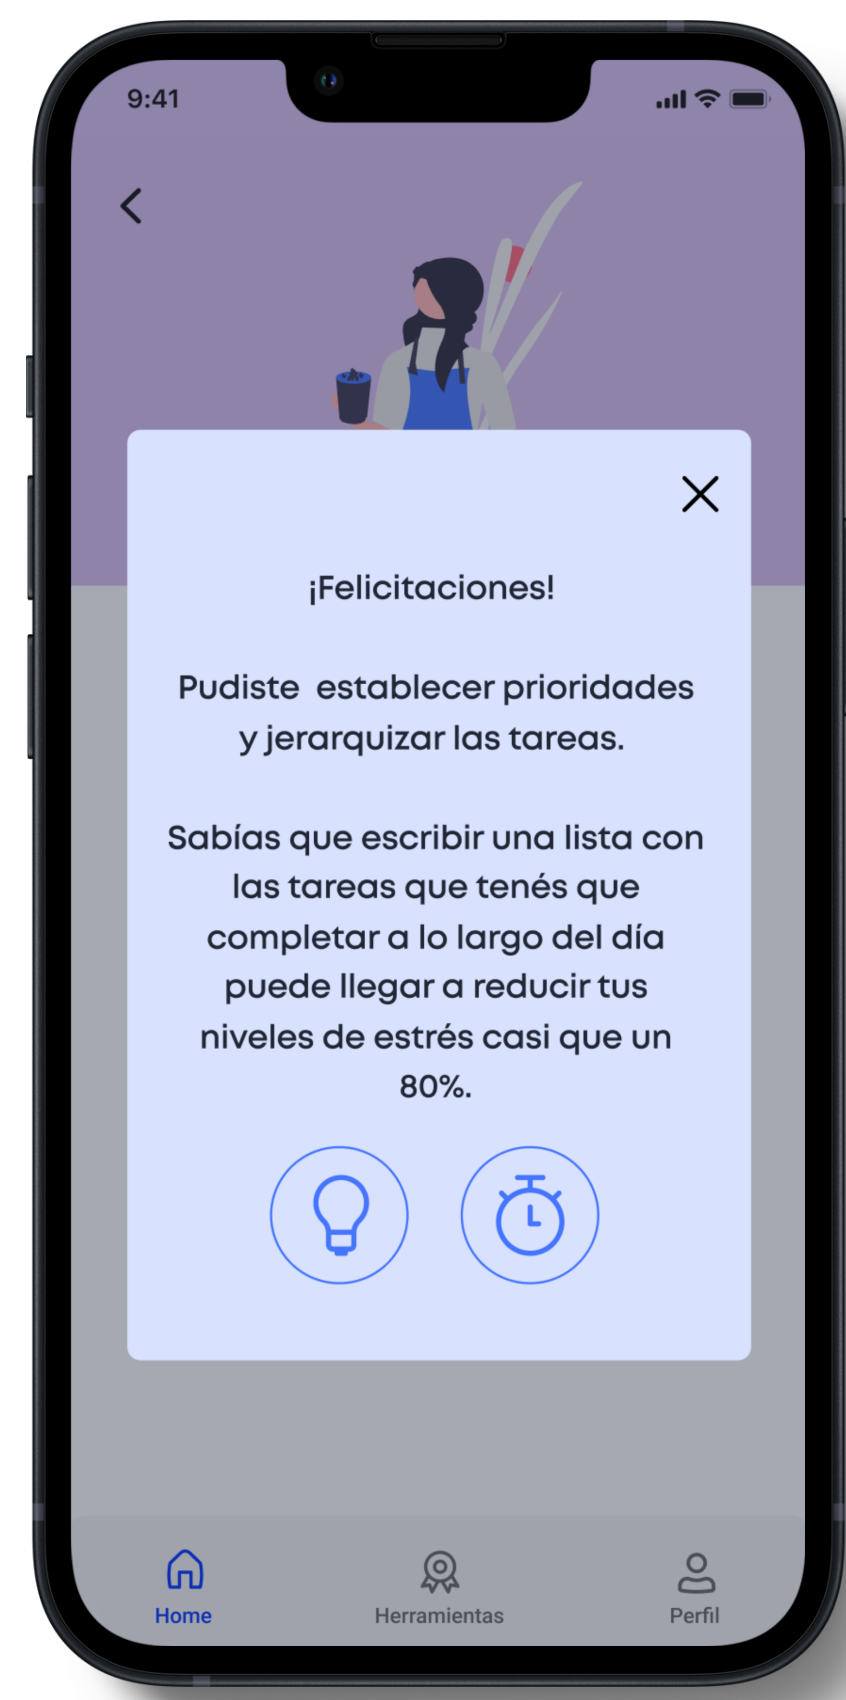 9:41
¡Felicitaciones!
Pudiste establecer prioridades
y jerarquizar las tareas.
Sabías que escribir una lista con
las tareas que tenés que
completar a lo largo del día
puede llegar a reducir tus
niveles de estrés casi que un
80%.
Home
Herramientas
Perfil